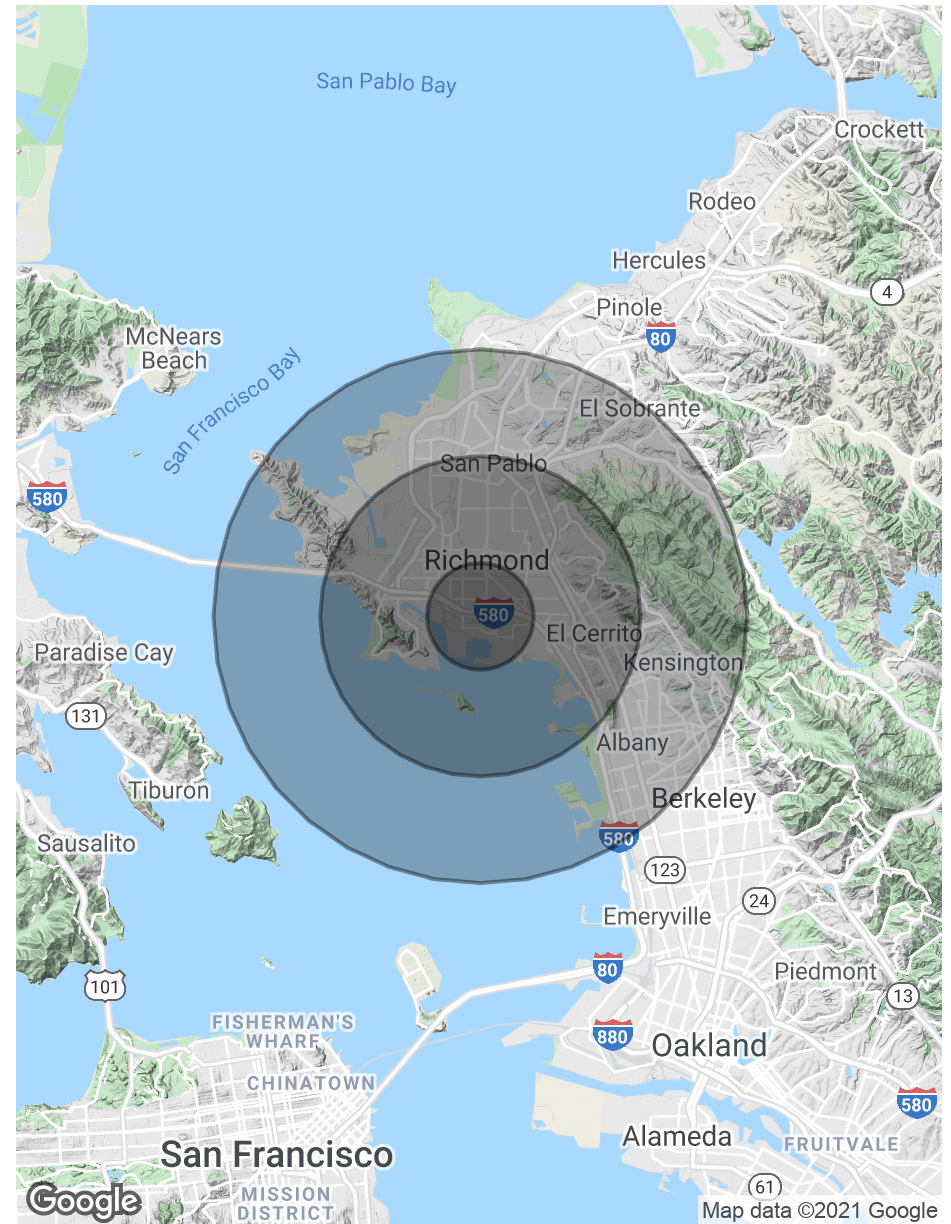 San Pablo Bay
Crockett
Rodeo
Hercules
4
Pinole
80
McNears
Beach
San Francisco Bay
El Sobrante
San Pablo
580
Richmond
580
El Cerrito
Kensington
Paradise Cay
131
Albany
Tiburon
Berkeley
580
Sausalito
123
24
Emeryville
80
Piedmont
101
13
FISHERMAN'S
WHARF
880
Oakland
CHINATOWN
580
Alameda
FRUITVALE
San Francisco
61
MISSION
DISTRICT
Google
Map data ©2021 Google